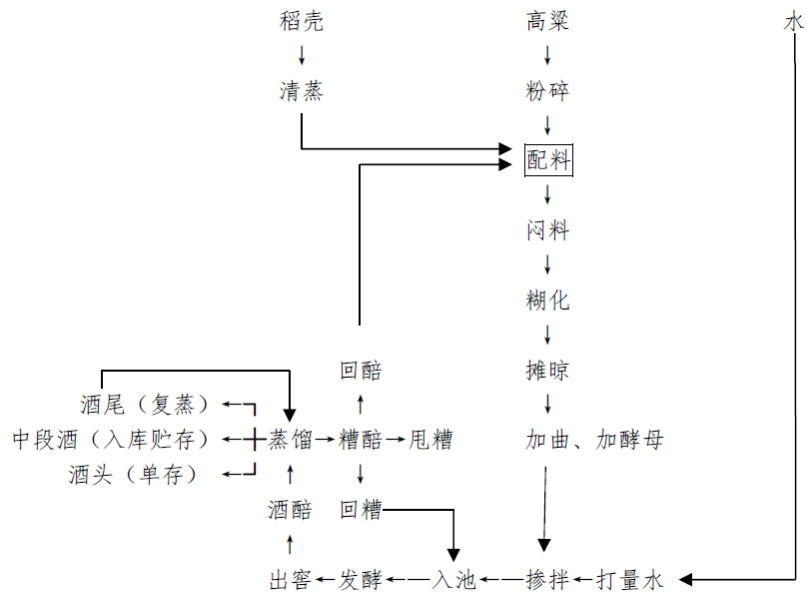 稻壳 高粱 水
清蒸 粉碎
配料
闷料
糊化
回醅 摊晾
酒尾（复蒸）
中段酒（入库贮存） 蒸馏 糟醅 甩糟 加曲、加酵母
酒头（单存）
酒醅 回糟
出窖 发酵 入池 掺拌 打量水